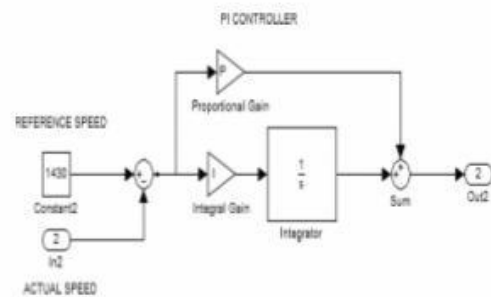 PI CONTROLLER
P
Proportional Gain
REFERENCE SPEED
1430
Constant2
I
Integral Gain
1
s
Integrator
Sum
2
Out2
2
In2
ACTUAL SPEED